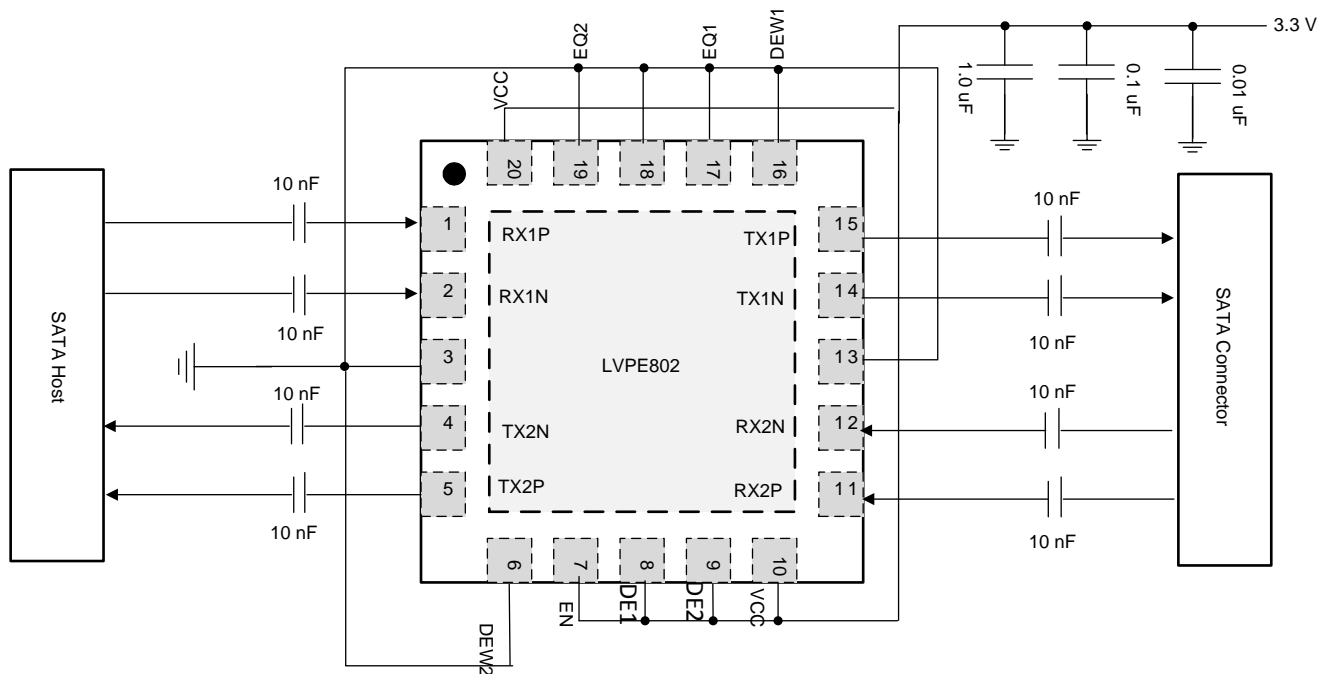 EQ2
EQ1
DEW1
3.3 V
VCC
1.0 uF
0.1 uF
0.01 uF
20
19
18
17
16
10 nF
10 nF
1
RX1P
TX1P
15
2
RX1N
TX1N
14
10 nF
10 nF
SATA Host
3
LVPE802
13
SATA Connector
10 nF
10 nF
4
TX2N
RX2N
12
5
TX2P
RX2P
11
10 nF
10 nF
6
7
8
9
10
DEW2
EN
DE1
DE2
VCC